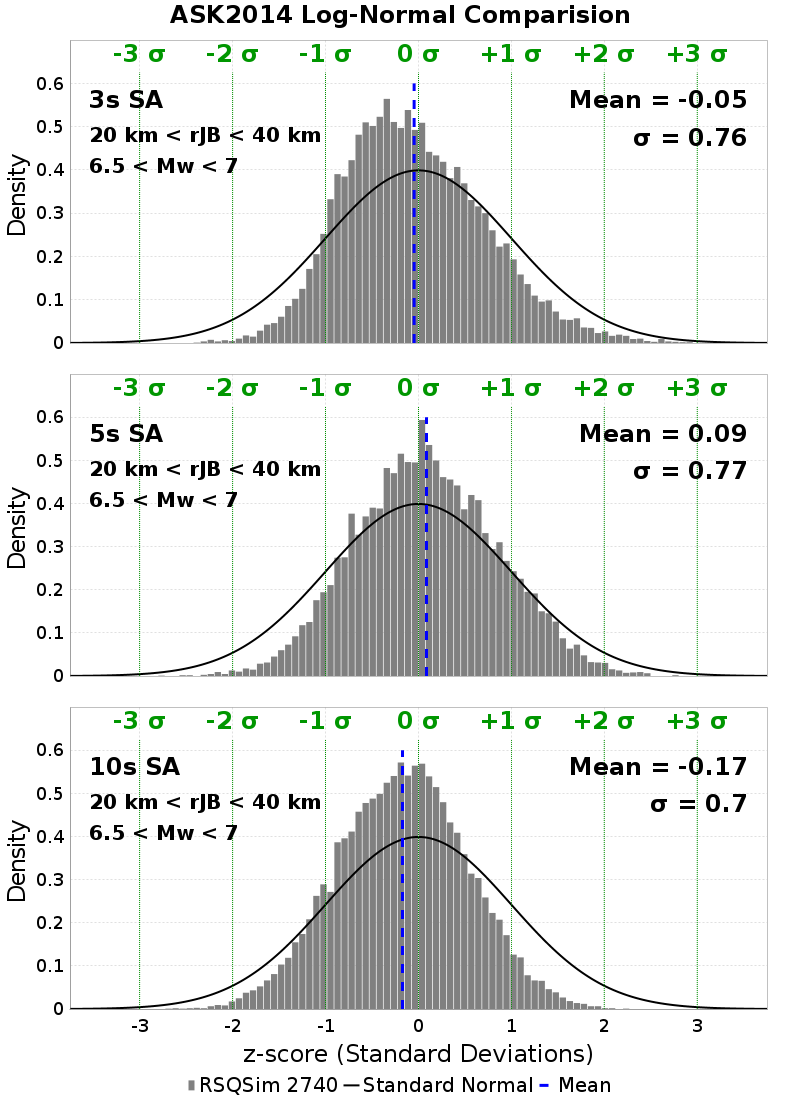 ASK2014 Log-Normal Comparision
-3 σ -2 σ -1 σ 0 σ +1 σ +2 σ +3 σ
3s SA
20 km < rJB < 40 km
6.5 < Mw < 7
Mean = -0.05
σ = 0.76
Density
0.6
0.5
0.4
0.3
0.2
0.1
0
-3 σ -2 σ -1 σ 0 σ +1 σ +2 σ +3 σ
5s SA
20 km < rJB < 40 km
6.5 < Mw < 7
Mean = 0.09
σ = 0.77
Density
0.6
0.5
0.4
0.3
0.2
0.1
0
-3 σ -2 σ -1 σ 0 σ +1 σ +2 σ +3 σ
10s SA
20 km < rJB < 40 km
6.5 < Mw < 7
Mean = -0.17
σ = 0.7
Density
0.6
0.5
0.4
0.3
0.2
0.1
0
-3 -2 -1 0 1 2 3
z-score (Standard Deviations)
RSQSim 2740 Standard Normal Mean